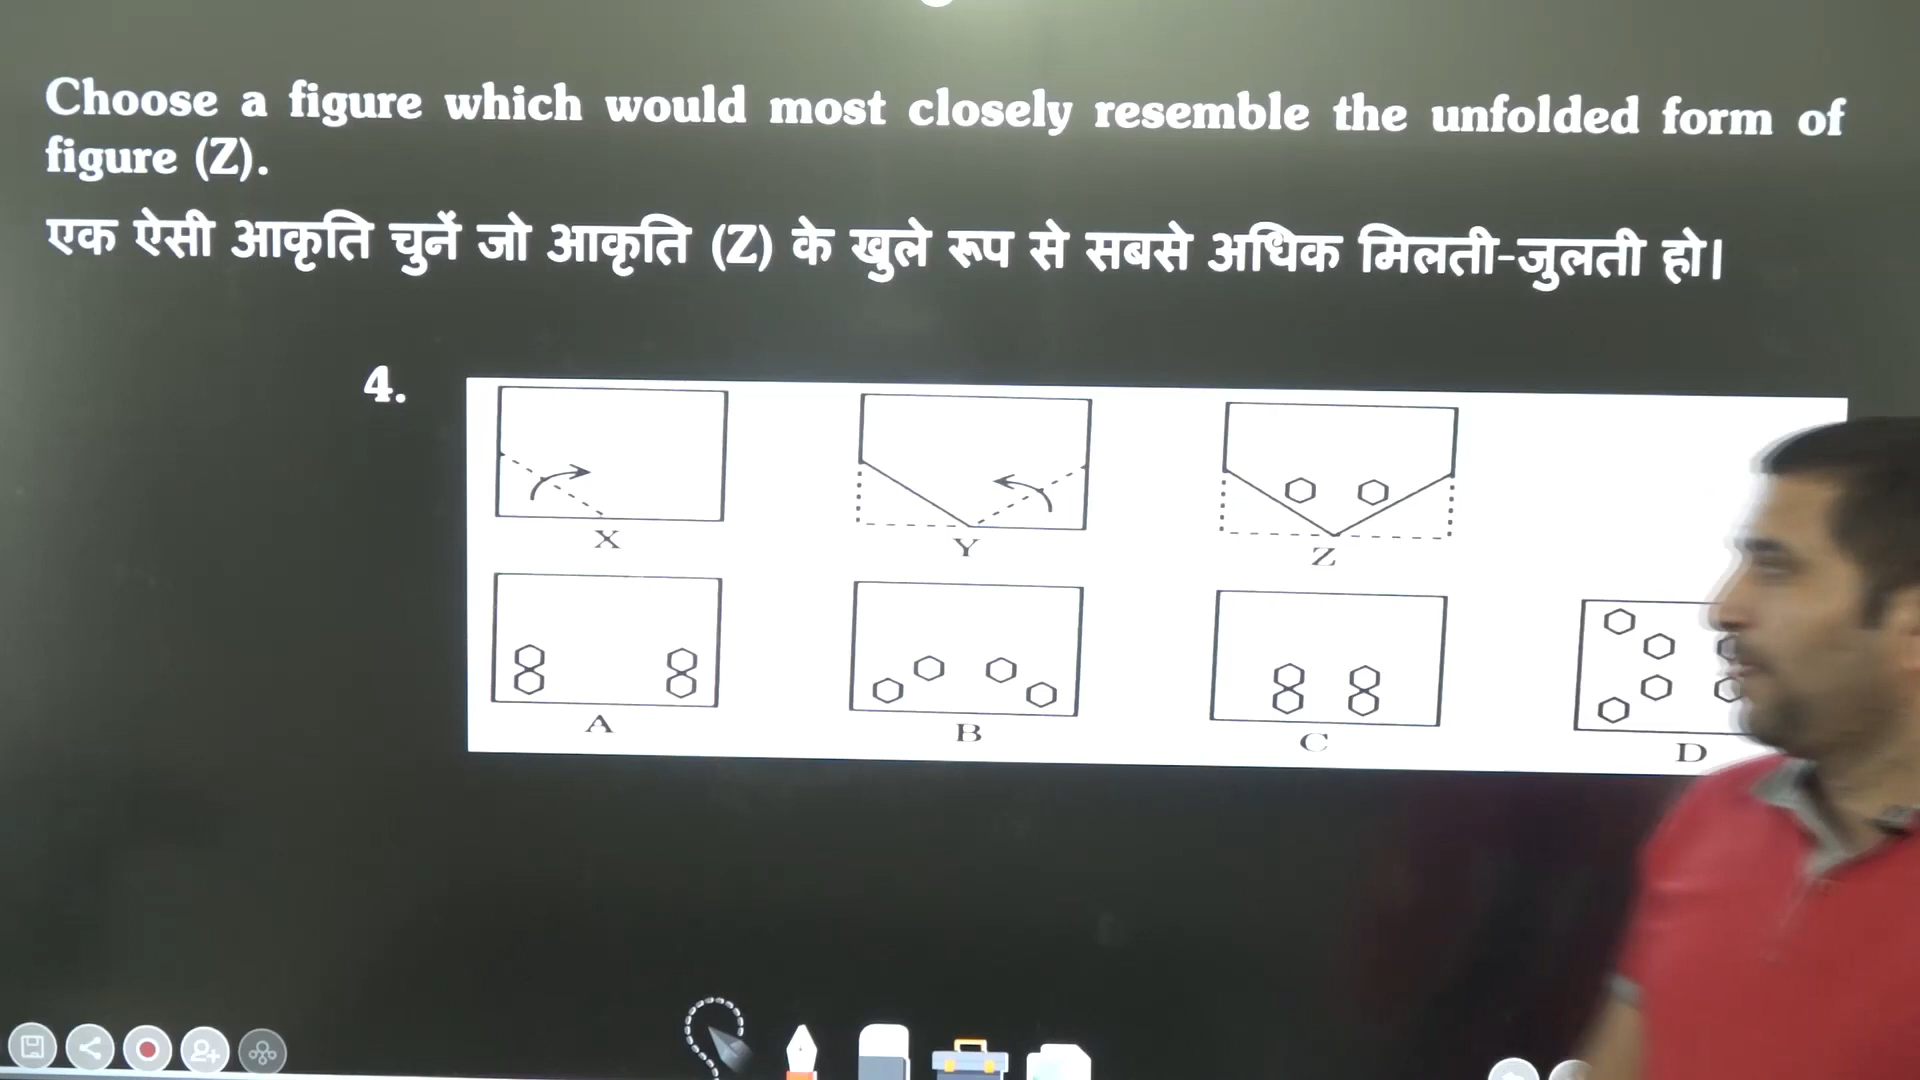 Choose a figure which would most closely resemble the unfolded form of
figure (Z).
एक ऐसी आकृति चुनें जो आकृति (Z) के खुले रूप से सबसे अधिक मिलती-जुलती हो।
4.
X Y Z
A B C D